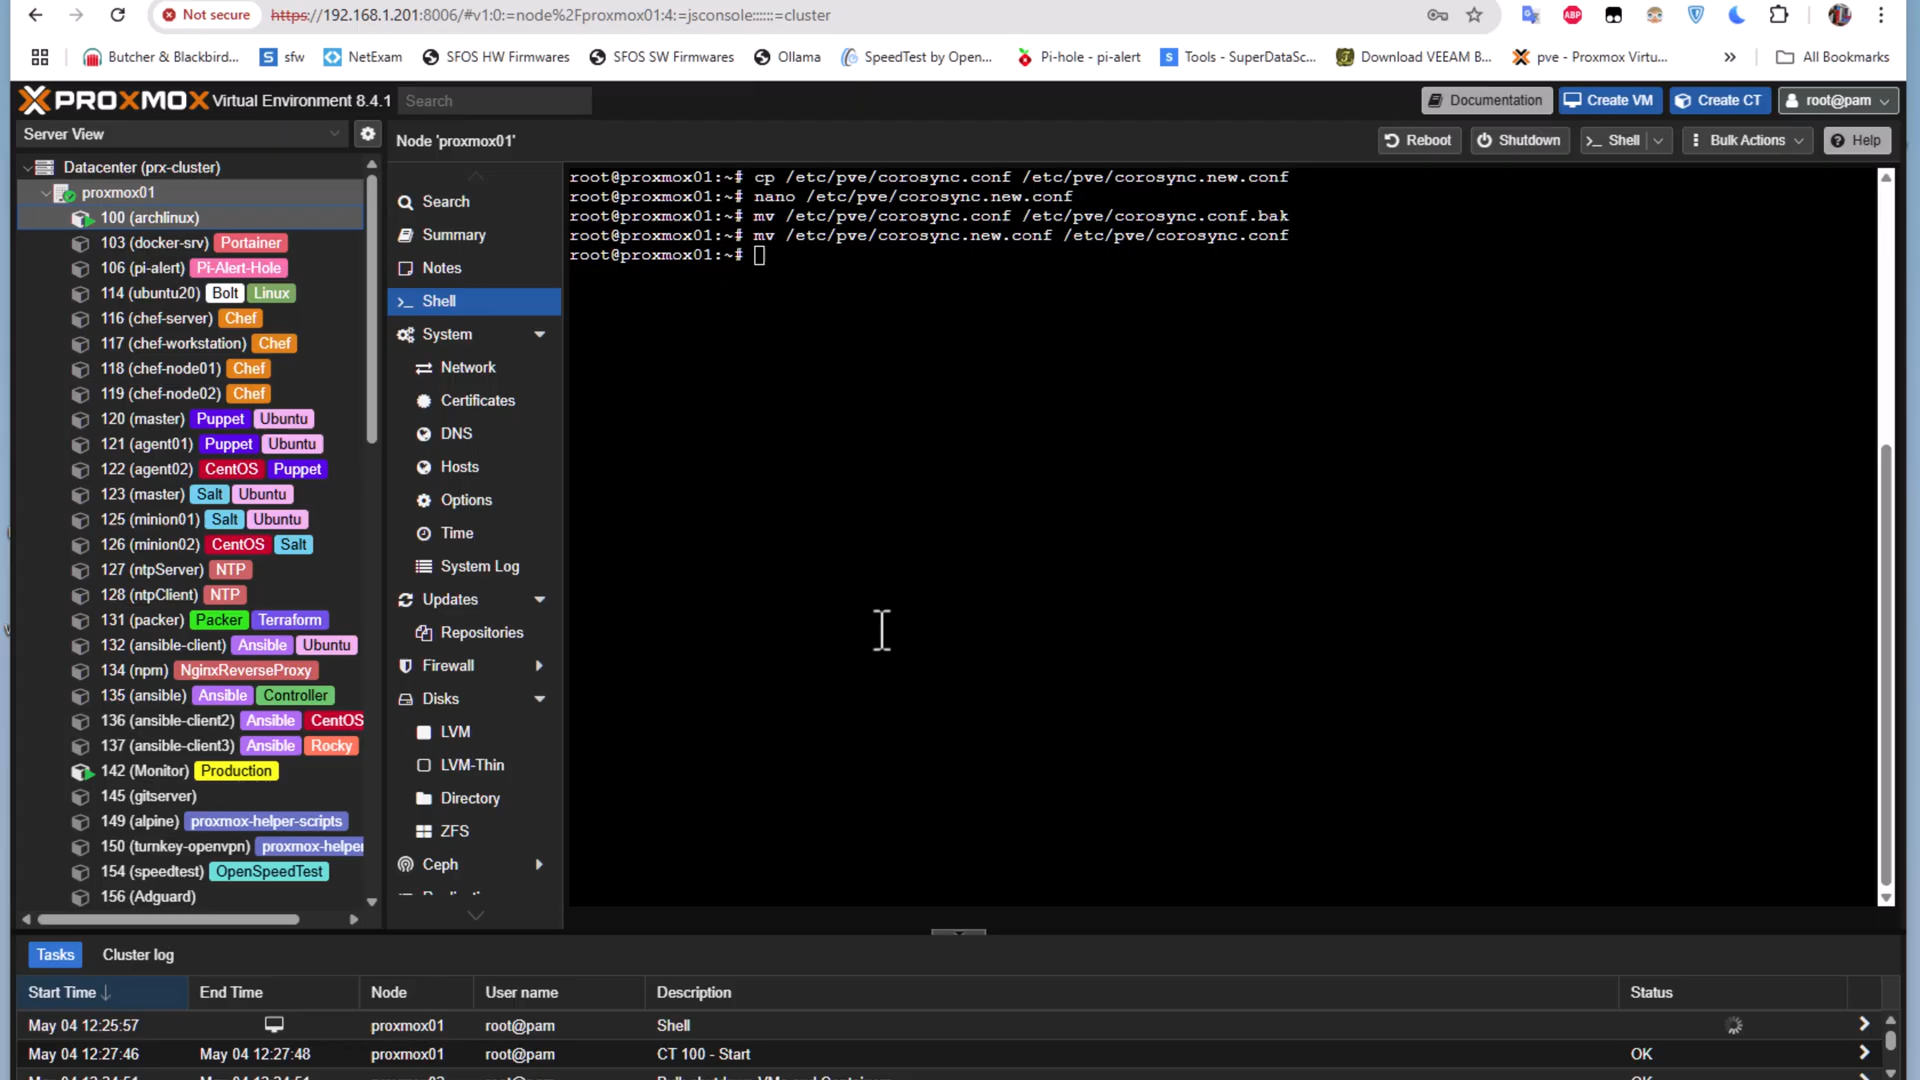 Not secure https://192.168.1.201:8006/#v1:0:=node%2Fproxmox01:4:=jsconsole::::::=cluster
Butcher & Blackbird... sfw NetExam SFOS HW Firmwares SFOS SW Firmwares Ollama SpeedTest by Open... Pi-hole - pi-alert Tools - SuperDataSc... Download VEEAM B... pve - Proxmox Virtu... » All Bookmarks
PROXMOX Virtual Environment 8.4.1 Search Documentation Create VM Create CT root@pam
Server View
Node 'proxmox01' Reboot Shutdown Shell Bulk Actions Help
Datacenter (prx-cluster)
proxmox01
100 (archlinux)
103 (docker-srv) Portainer
106 (pi-alert) Pi-Alert-Hole
114 (ubuntu20) Bolt Linux
116 (chef-server) Chef
117 (chef-workstation) Chef
118 (chef-node01) Chef
119 (chef-node02) Chef
120 (master) Puppet Ubuntu
121 (agent01) Puppet Ubuntu
122 (agent02) CentOS Puppet
123 (master) Salt Ubuntu
125 (minion01) Salt Ubuntu
126 (minion02) CentOS Salt
127 (ntpServer) NTP
128 (ntpClient) NTP
131 (packer) Packer Terraform
132 (ansible-client) Ansible Ubuntu
134 (npm) NginxReverseProxy
135 (ansible) Ansible Controller
136 (ansible-client2) Ansible CentOS
137 (ansible-client3) Ansible Rocky
142 (Monitor) Production
145 (gitserver)
149 (alpine) proxmox-helper-scripts
150 (turnkey-openvpn) proxmox-helper
154 (speedtest) OpenSpeedTest
156 (Adguard)
Search
Summary
Notes
Shell
System
Network
Certificates
DNS
Hosts
Options
Time
System Log
Updates
Repositories
Firewall
Disks
LVM
LVM-Thin
Directory
ZFS
Ceph
root@proxmox01:~# cp /etc/pve/corosync.conf /etc/pve/corosync.new.conf
root@proxmox01:~# nano /etc/pve/corosync.new.conf
root@proxmox01:~# mv /etc/pve/corosync.conf /etc/pve/corosync.conf.bak
root@proxmox01:~# mv /etc/pve/corosync.new.conf /etc/pve/corosync.conf
root@proxmox01:~#
Tasks Cluster log
Start Time End Time Node User name Description Status
May 04 12:25:57 proxmox01 root@pam Shell
May 04 12:27:46 May 04 12:27:48 proxmox01 root@pam CT 100 - Start OK